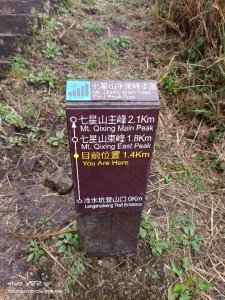 七星山主東峰步道
Mt. Qixing Main Peak
East Peak Trail
七星山主峰 2.1Km
Mt. Qixing Main Peak
七星山東峰 1.8Km
Mt. Qixing East Peak
目前位置 1.4Km
You Are Here
冷水坑登山口 0Km
Lengshuikeng Trail Entrance
vivo